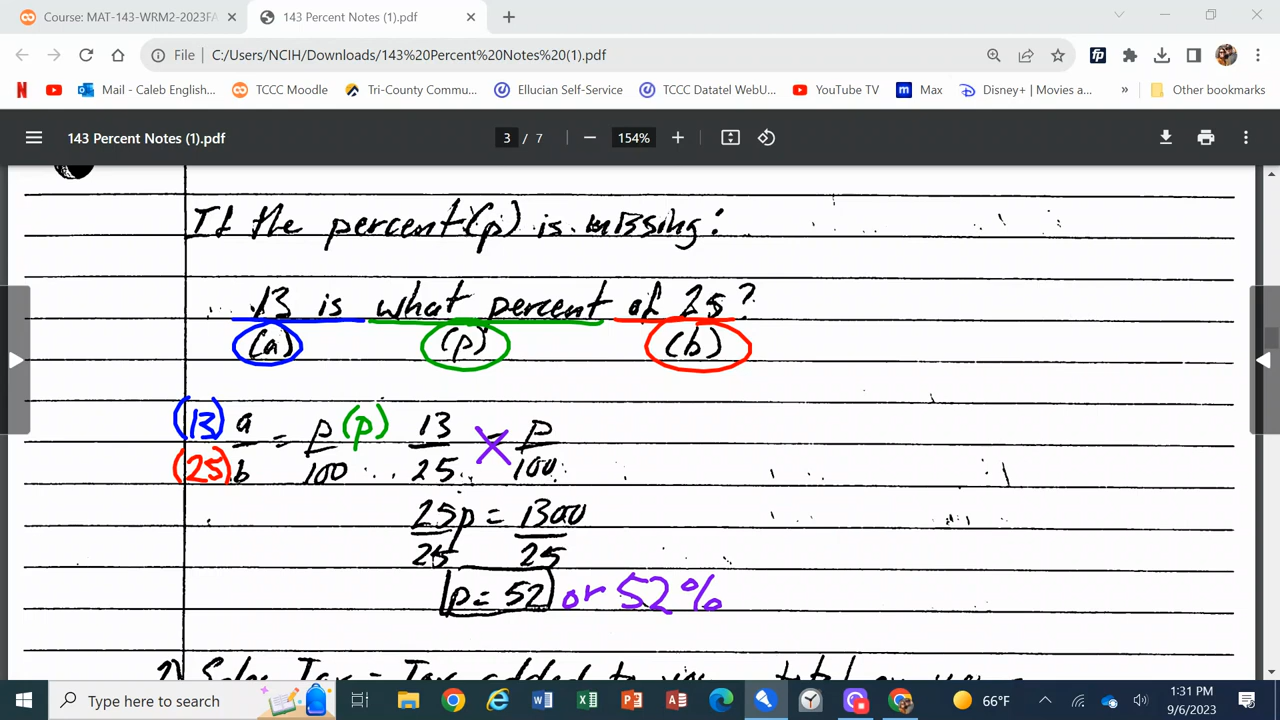 Course: MAT-143-WRM2-2023FA
143 Percent Notes (1).pdf
File
C:/Users/NCIH/Downloads/143%20Percent%20Notes%20(1).pdf
Mail - Caleb English...
TCCC Moodle
Tri-County Commu...
Ellucian Self-Service
TCCC Datatel WebU...
YouTube TV
Max
Disney+ | Movies a...
»
Other bookmarks
143 Percent Notes (1).pdf
3 / 7
154%
If the percent (p) is missing:
13 is what percent of 25?
(a) (p) (b)
(13) a/b = p/100 (p) 13/25 = p/100
(25)
25p/25 = 1300/25
p = 52 or 52%
Tax = Tax added to
Type here to search
66°F
1:31 PM
9/6/2023